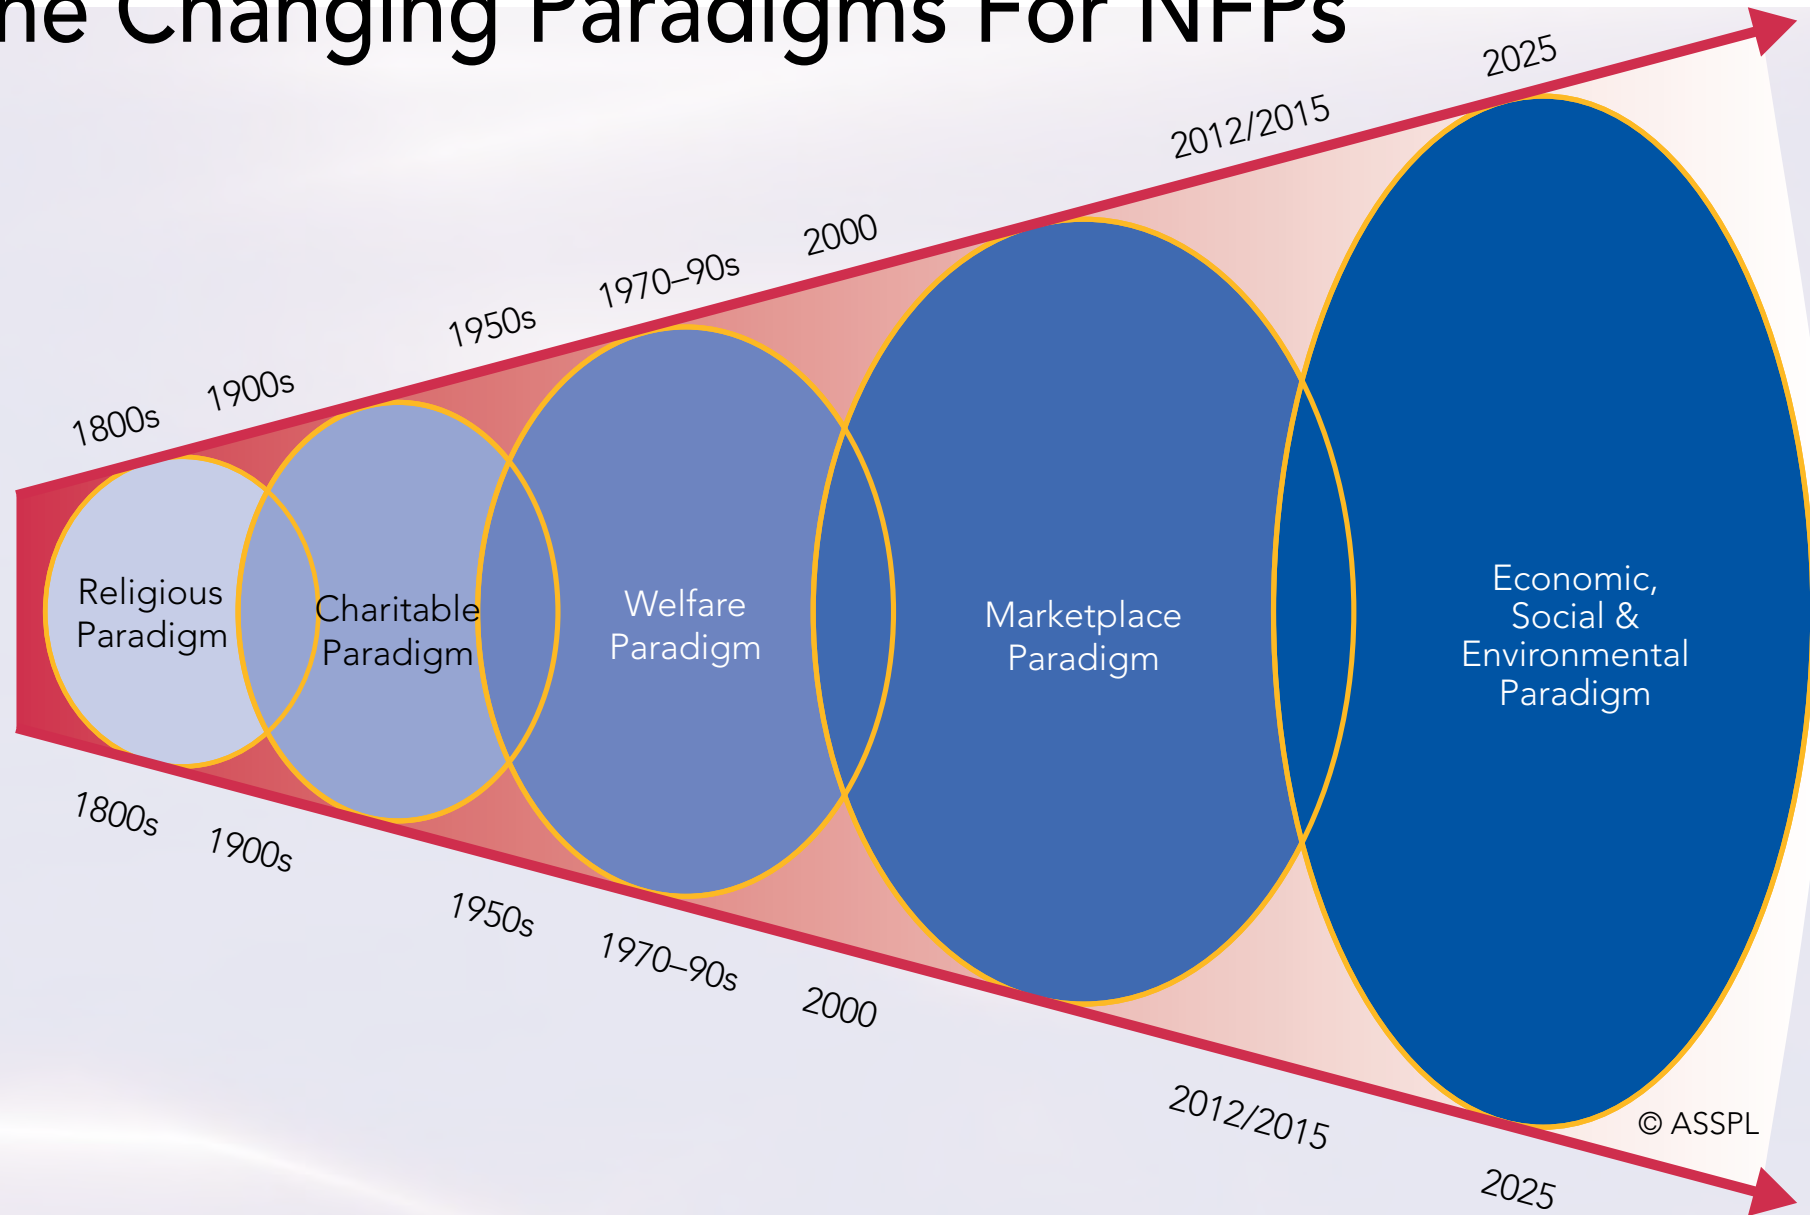 he Changing Paradigms For NFPs
1800s
1900s
1950s
1970–90s
2000
2012/2015
2025
Religious
Paradigm
Charitable
Paradigm
Welfare
Paradigm
Marketplace
Paradigm
Economic,
Social &
Environmental
Paradigm
1800s
1900s
1950s
1970–90s
2000
2012/2015
2025
© ASSPL